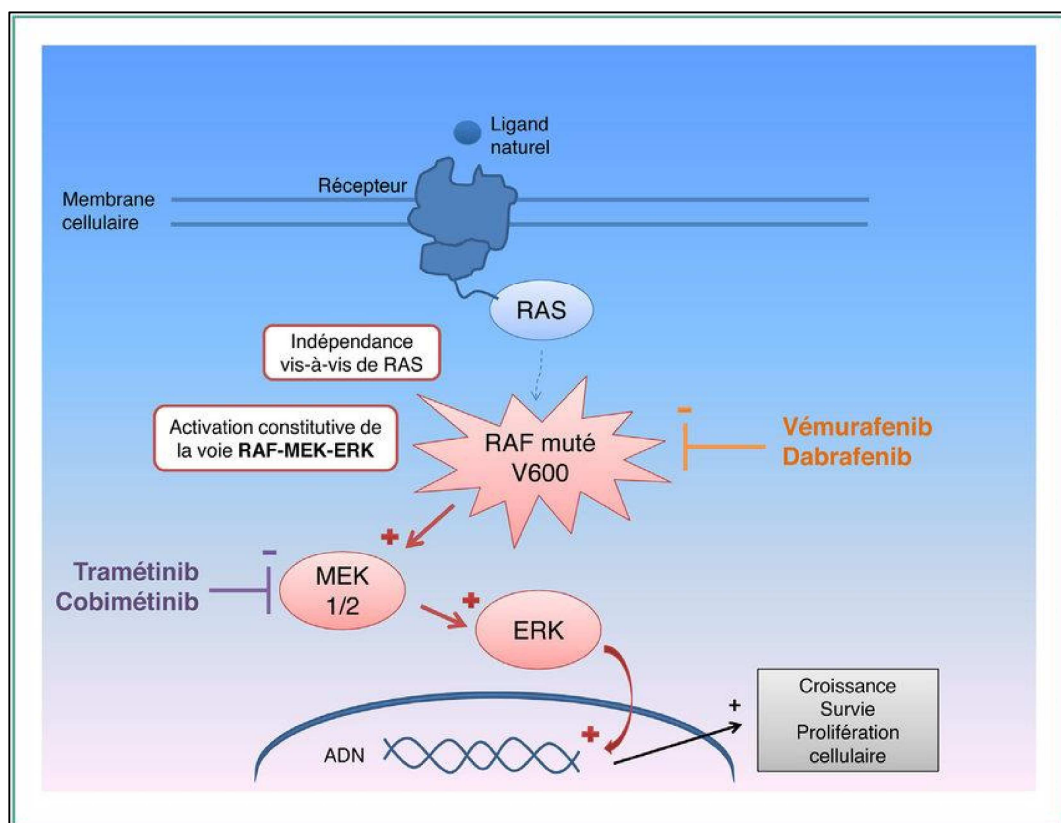 Ligand
naturel
Récepteur
Membrane
cellulaire
RAS
Indépendance
vis-à-vis de RAS
Activation constitutive de
la voie RAF-MEK-ERK
RAF muté
V600
-
Vémurafenib
Dabrafenib
+
-
Tramétinib
Cobimétinib
MEK
1/2
+
ERK
+
Croissance
Survie
Prolifération
cellulaire
ADN
+